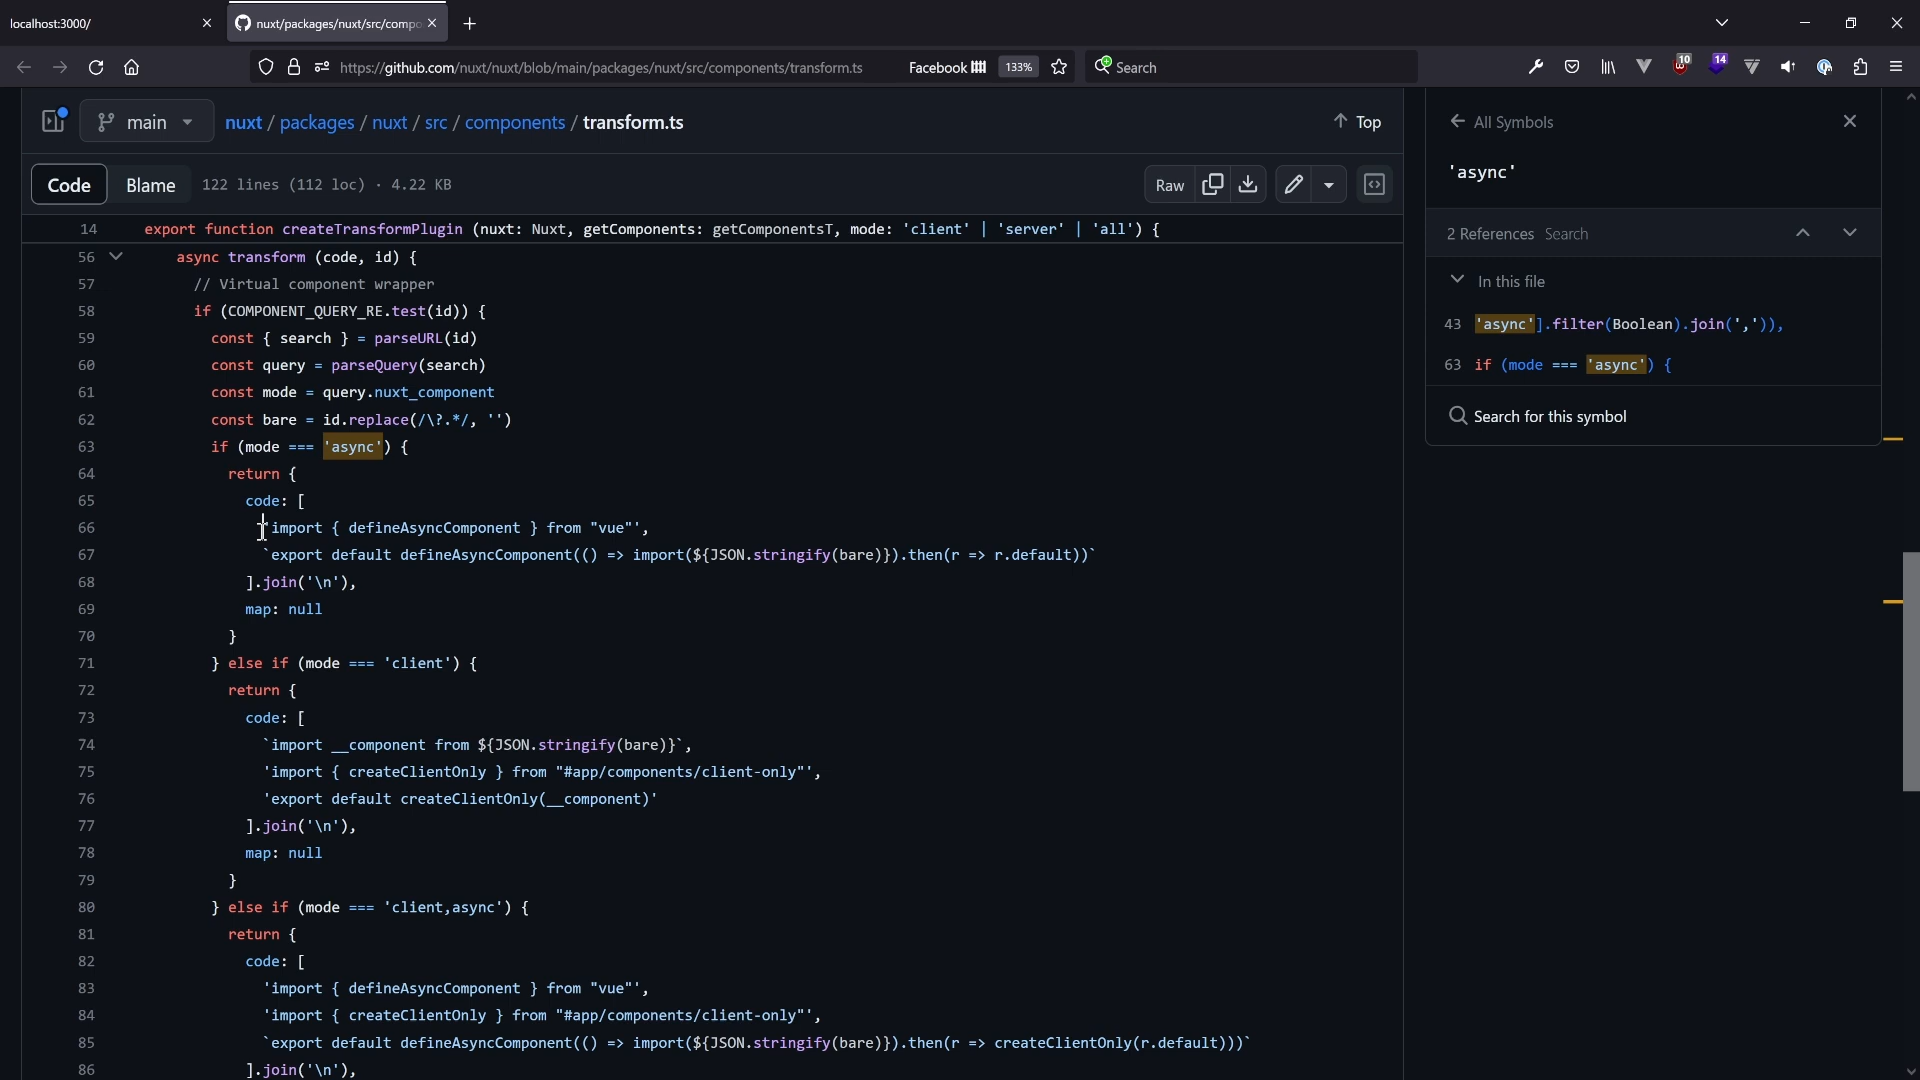 localhost:3000/
nuxt/packages/nuxt/src/compo
https://github.com/nuxt/nuxt/blob/main/packages/nuxt/src/components/transform.ts
Facebook
133%
Search
10
14
main
nuxt / packages / nuxt / src / components / transform.ts
Top
Code
Blame
122 lines (112 loc) · 4.22 KB
Raw
14 export function createTransformPlugin (nuxt: Nuxt, getComponents: getComponentsT, mode: 'client' | 'server' | 'all') {
56 async transform (code, id) {
57 // Virtual component wrapper
58 if (COMPONENT_QUERY_RE.test(id)) {
59 const { search } = parseURL(id)
60 const query = parseQuery(search)
61 const mode = query.nuxt_component
62 const bare = id.replace(/\?.*/, '')
63 if (mode === 'async') {
64 return {
65 code: [
66 'import { defineAsyncComponent } from "vue"',
67 `export default defineAsyncComponent(() => import(${JSON.stringify(bare)}).then(r => r.default))`
68 ].join('\n'),
69 map: null
70 }
71 } else if (mode === 'client') {
72 return {
73 code: [
74 `import __component from ${JSON.stringify(bare)}`,
75 'import { createClientOnly } from "#app/components/client-only"',
76 'export default createClientOnly(__component)'
77 ].join('\n'),
78 map: null
79 }
80 } else if (mode === 'client,async') {
81 return {
82 code: [
83 'import { defineAsyncComponent } from "vue"',
84 'import { createClientOnly } from "#app/components/client-only"',
85 `export default defineAsyncComponent(() => import(${JSON.stringify(bare)}).then(r => createClientOnly(r.default)))`
86 ].join('\n'),
All Symbols
'async'
2 References Search
In this file
43 'async'].filter(Boolean).join(',')),
63 if (mode === 'async') {
Search for this symbol